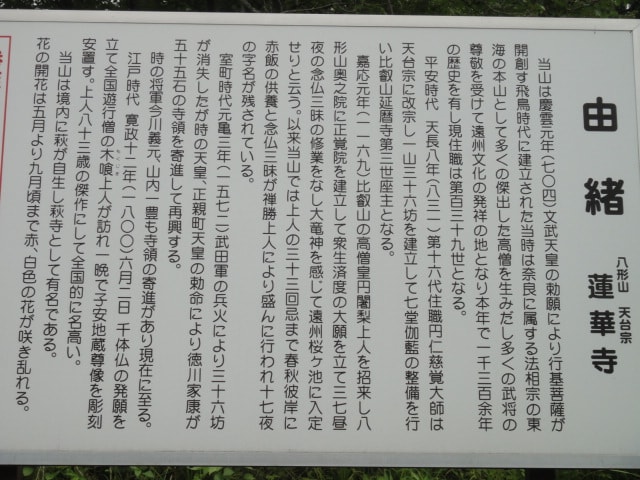 由緒
八形山 天台宗
蓮華寺
当山は慶雲元年(七〇四)文武天皇の勅願により行基菩薩が
開創す飛鳥時代に建立された当時は奈良に属する法相宗の東
海の本山として多くの傑出した高僧を生みだし多くの武将の
尊敬を受けて遠州文化の発祥の地となり本年で一千三百余年
の歴史を有し現住職は第百三十九世となる。
平安時代 天長八年(八三一)第十六代住職円仁慈覚大師は
天台宗に改宗し一山三十六坊を建立して七堂伽藍の整備を行
い比叡山延暦寺第三世座主となる。
嘉応元年(一一六九)比叡山の高僧皇円闍梨上人を招来し八
形山奥之院に正覚院を建立して衆生済度の大願を立て三七昼
夜の念仏三昧の修業をなし大竜神を感じて遠州桜ヶ池に入定
せりと云う。以来当山では上人の三十三回忌まで春秋彼岸に
赤飯の供養と念仏三昧が禅勝上人により盛んに行われ十七夜
の字名が残されている。
室町時代元亀三年(一五七二)武田軍の兵火により三十六坊
が消失したが時の天皇、正親町天皇の勅命により徳川家康が
五十五石の寺領を寄進して再興する。
時の将軍今川義元、山内一豊も寺領の寄進があり現在に至る。
江戸時代 寛政十二年(一八〇〇)六月二日 千体仏の発願を
立て全国遊行僧の木喰上人が訪れ一晩で子安地蔵尊像を彫刻
安置す。上人八十三歳の傑作にして全国的に名高い。
当山は境内に萩が自生し萩寺として有名である。
花の開花は五月より九月頃まで赤、白色の花が咲き乱れる。